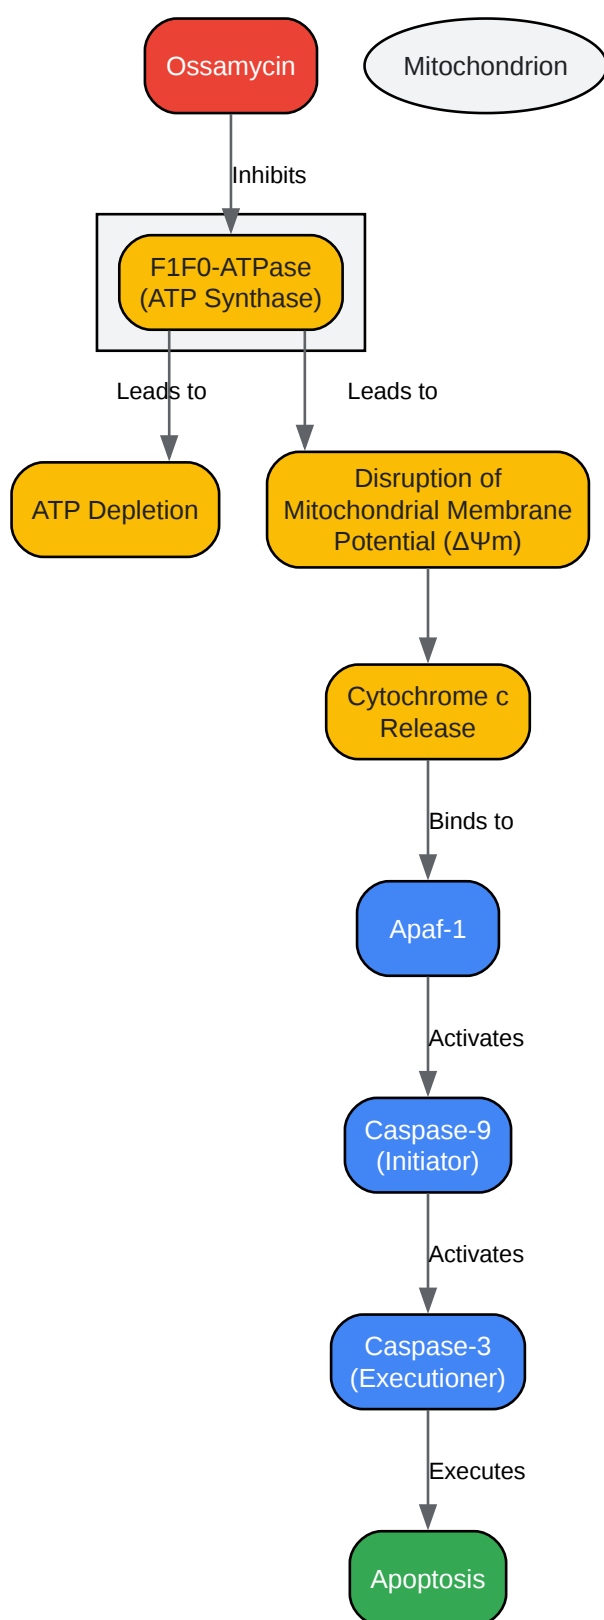 Ossamycin
Mitochondrion
Inhibits
F1F0-ATPase
(ATP Synthase)
Leads to
Leads to
ATP Depletion
Disruption of
Mitochondrial Membrane
Potential (ΔΨm)
Cytochrome c
Release
Binds to
Apaf-1
Activates
Caspase-9
(Initiator)
Activates
Caspase-3
(Executioner)
Executes
Apoptosis